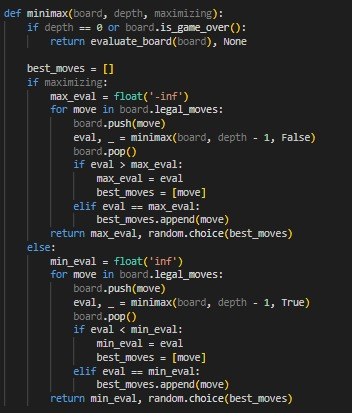 def minimax(board, depth, maximizing):
    if depth == 0 or board.is_game_over():
        return evaluate_board(board), None

    best_moves = []
    if maximizing:
        max_eval = float('-inf')
        for move in board.legal_moves:
            board.push(move)
            eval, _ = minimax(board, depth - 1, False)
            board.pop()
            if eval > max_eval:
                max_eval = eval
                best_moves = [move]
            elif eval == max_eval:
                best_moves.append(move)
        return max_eval, random.choice(best_moves)
    else:
        min_eval = float('inf')
        for move in board.legal_moves:
            board.push(move)
            eval, _ = minimax(board, depth - 1, True)
            board.pop()
            if eval < min_eval:
                min_eval = eval
                best_moves = [move]
            elif eval == min_eval:
                best_moves.append(move)
        return min_eval, random.choice(best_moves)